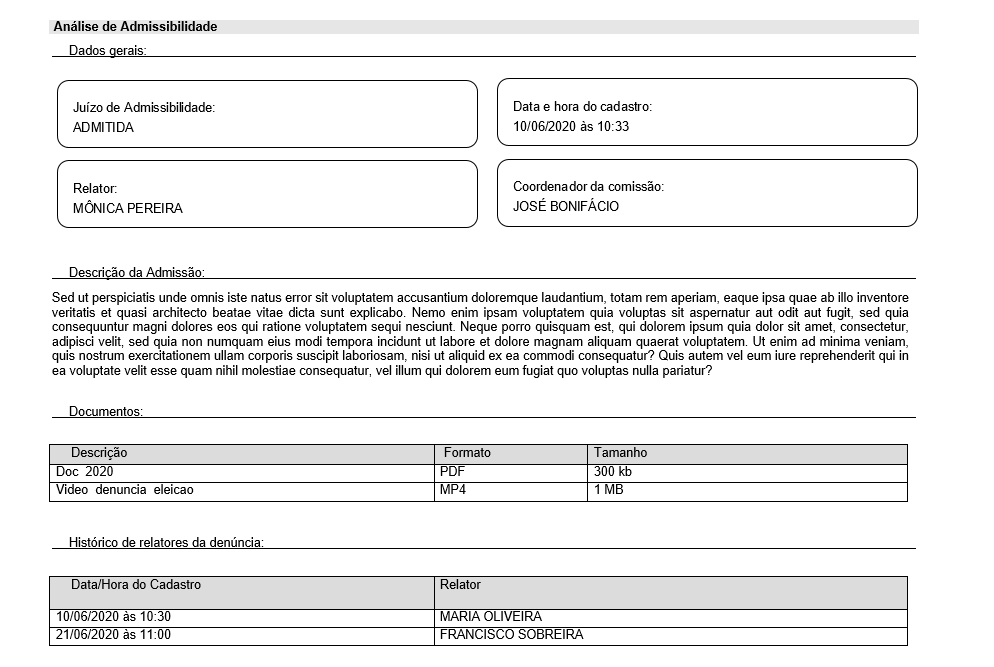 Análise de Admissibilidade
Dados gerais:
Juízo de Admissibilidade:
ADMITIDA
Data e hora do cadastro:
10/06/2020 às 10:33
Relator:
MÔNICA PEREIRA
Coordenador da comissão:
JOSÉ BONIFÁCIO
Descrição da Admissão:
Sed ut perspiciatis unde omnis iste natus error sit voluptatem accusantium doloremque laudantium, totam rem aperiam, eaque ipsa quae ab illo inventore
veritatis et quasi architecto beatae vitae dicta sunt explicabo. Nemo enim ipsam voluptatem quia voluptas sit aspernatur aut odit aut fugit, sed quia
consequuntur magni dolores eos qui ratione voluptatem sequi nesciunt. Neque porro quisquam est, qui dolorem ipsum quia dolor sit amet, consectetur,
adipisci velit, sed quia non numquam eius modi tempora incidunt ut labore et dolore magnam aliquam quaerat voluptatem. Ut enim ad minima veniam,
quis nostrum exercitationem ullam corporis suscipit laboriosam, nisi ut aliquid ex ea commodi consequatur? Quis autem vel eum iure reprehenderit qui in
ea voluptate velit esse quam nihil molestiae consequatur, vel illum qui dolorem eum fugiat quo voluptas nulla pariatur?
Documentos:
Descrição Formato Tamanho
Doc 2020 PDF 300 kb
Video denuncia eleicao MP4 1 MB
Histórico de relatores da denúncia:
Data/Hora do Cadastro Relator
10/06/2020 às 10:30 MARIA OLIVEIRA
21/06/2020 às 11:00 FRANCISCO SOBREIRA